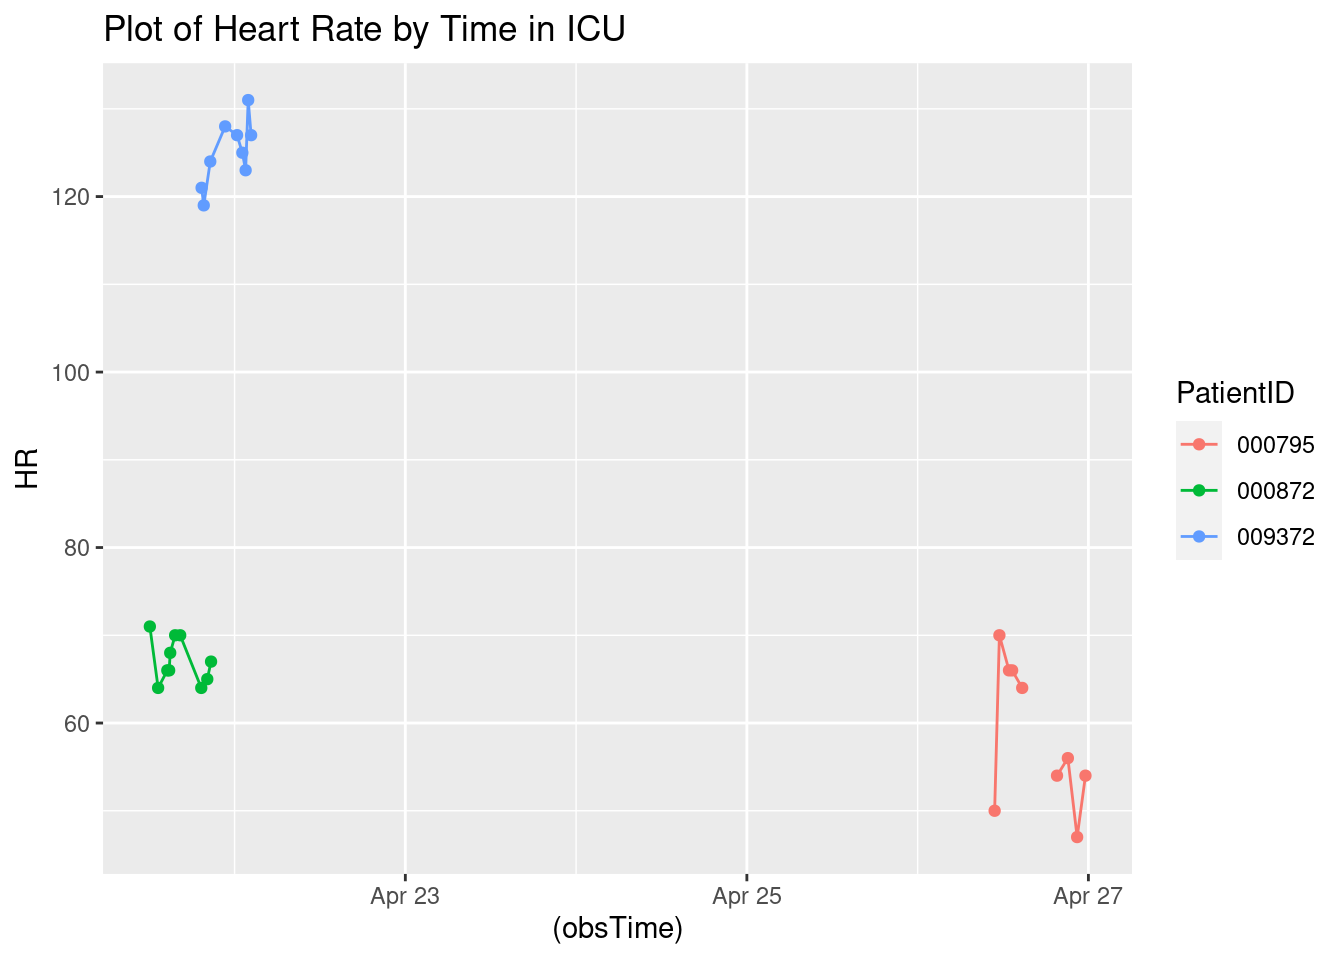 Plot of Heart Rate by Time in ICU
120
100
80
60
HR
Apr 23
Apr 25
Apr 27
(obsTime)
PatientID
000795
000872
009372